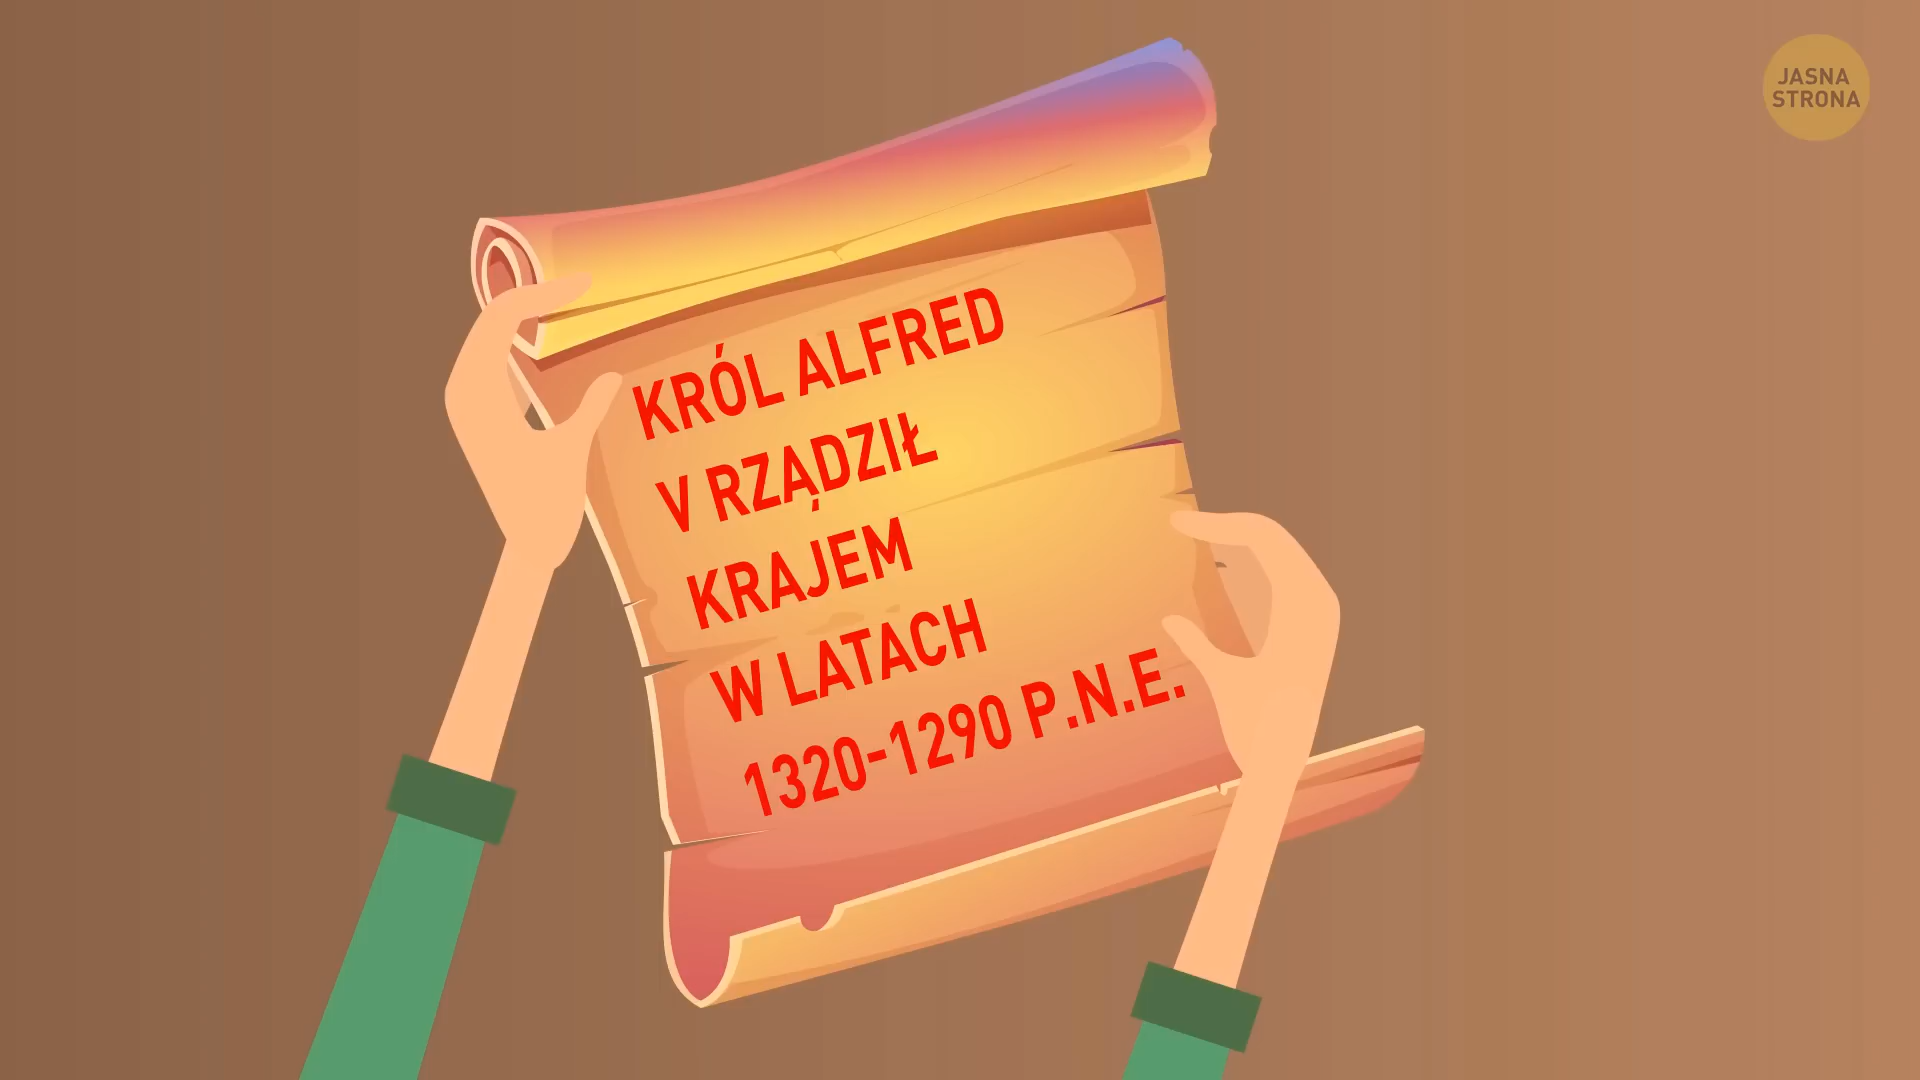 JASNA
STRONA
KRÓL ALFRED
V RZĄDZIŁ
KRAJEM
W LATACH
1320-1290 P.N.E.